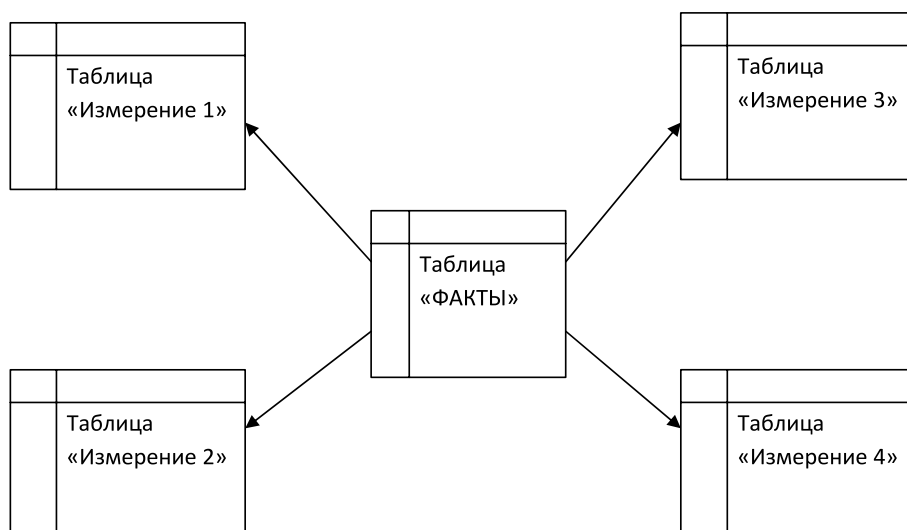 Таблица
«Измерение 1»
Таблица
«Измерение 3»
Таблица
«ФАКТЫ»
Таблица
«Измерение 2»
Таблица
«Измерение 4»